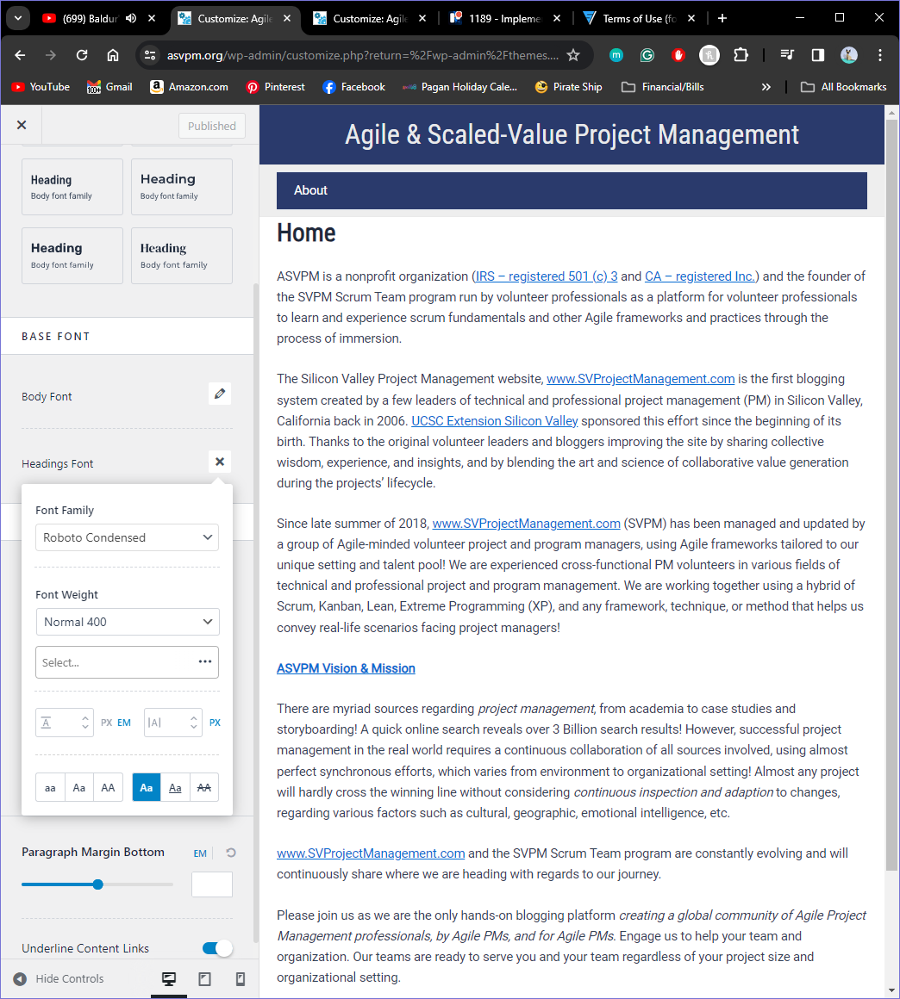 (699) Baldur'
Customize: Agile
Customize: Agile
1189 - Impleme
Terms of Use (fo
asvpm.org/wp-admin/customize.php?return=%2Fwp-admin%2Fthemes....
YouTube
Gmail
Amazon.com
Pinterest
Facebook
Pagan Holiday Cale...
Pirate Ship
Financial/Bills
All Bookmarks
Published
Heading
Body font family
Heading
Body font family
Heading
Body font family
Heading
Body font family
BASE FONT
Body Font
Headings Font
Font Family
Roboto Condensed
Font Weight
Normal 400
Select...
PX EM
PX
aa Aa AA Aa Aa AA
Paragraph Margin Bottom
EM
Underline Content Links
Hide Controls
Agile & Scaled-Value Project Management
About
Home
ASVPM is a nonprofit organization (IRS – registered 501 (c) 3 and CA – registered Inc.) and the founder of
the SVPM Scrum Team program run by volunteer professionals as a platform for volunteer professionals
to learn and experience scrum fundamentals and other Agile frameworks and practices through the
process of immersion.
The Silicon Valley Project Management website, www.SVProjectManagement.com is the first blogging
system created by a few leaders of technical and professional project management (PM) in Silicon Valley,
California back in 2006. UCSC Extension Silicon Valley sponsored this effort since the beginning of its
birth. Thanks to the original volunteer leaders and bloggers improving the site by sharing collective
wisdom, experience, and insights, and by blending the art and science of collaborative value generation
during the projects’ lifecycle.
Since late summer of 2018, www.SVProjectManagement.com (SVPM) has been managed and updated by
a group of Agile-minded volunteer project and program managers, using Agile frameworks tailored to our
unique setting and talent pool! We are experienced cross-functional PM volunteers in various fields of
technical and professional project and program management. We are working together using a hybrid of
Scrum, Kanban, Lean, Extreme Programming (XP), and any framework, technique, or method that helps us
convey real-life scenarios facing project managers!
ASVPM Vision & Mission
There are myriad sources regarding project management, from academia to case studies and
storyboarding! A quick online search reveals over 3 Billion search results! However, successful project
management in the real world requires a continuous collaboration of all sources involved, using almost
perfect synchronous efforts, which varies from environment to organizational setting! Almost any project
will hardly cross the winning line without considering continuous inspection and adaption to changes,
regarding various factors such as cultural, geographic, emotional intelligence, etc.
www.SVProjectManagement.com and the SVPM Scrum Team program are constantly evolving and will
continuously share where we are heading with regards to our journey.
Please join us as we are the only hands-on blogging platform creating a global community of Agile Project
Management professionals, by Agile PMs, and for Agile PMs. Engage us to help your team and
organization. Our teams are ready to serve you and your team regardless of your project size and
organizational setting.